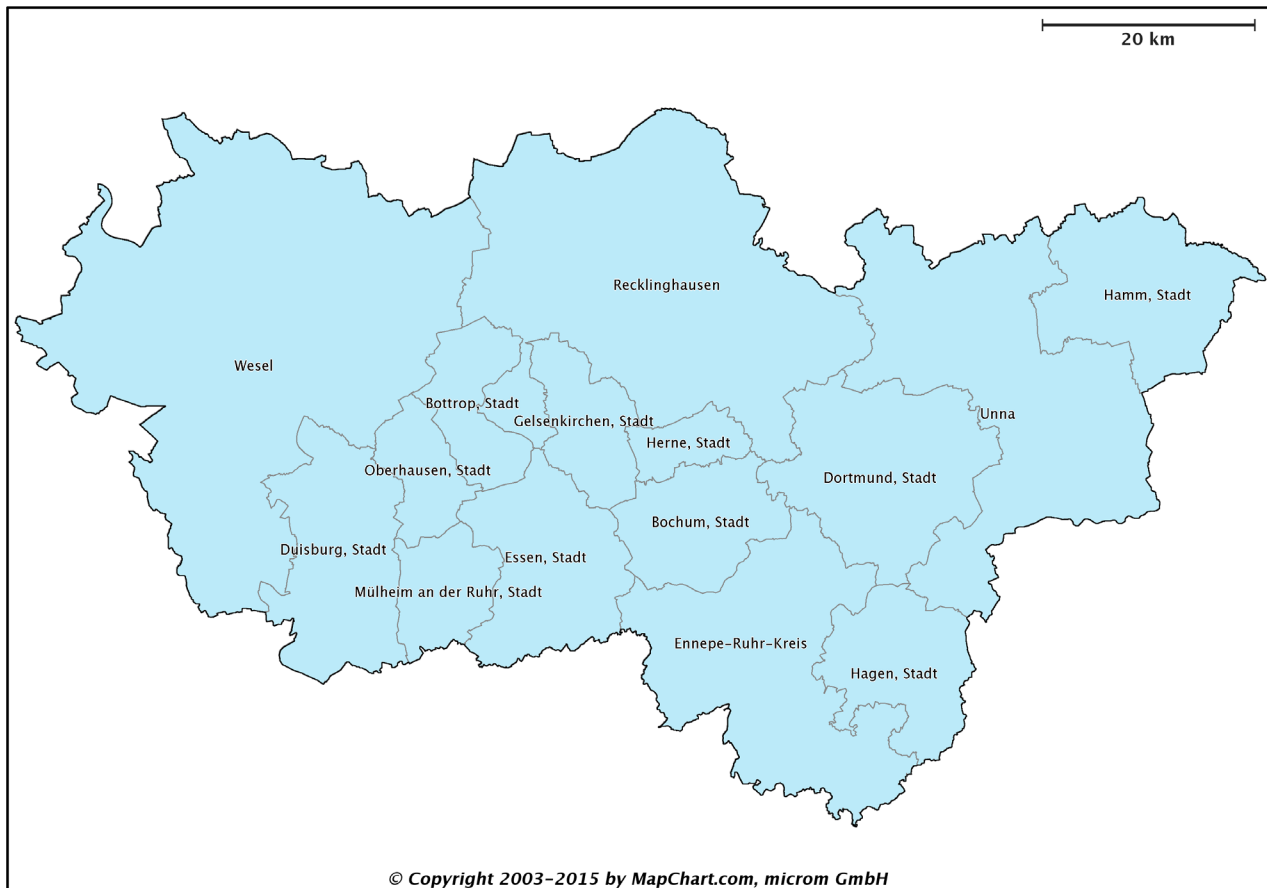 20 km
Recklinghausen
Hamm, Stadt
Wesel
Bottrop, Stadt
Gelsenkirchen, Stadt
Unna
Herne, Stadt
Oberhausen, Stadt
Dortmund, Stadt
Bochum, Stadt
Duisburg, Stadt
Essen, Stadt
Mülheim an der Ruhr, Stadt
Ennepe-Ruhr-Kreis
Hagen, Stadt
© Copyright 2003-2015 by MapChart.com, microm GmbH